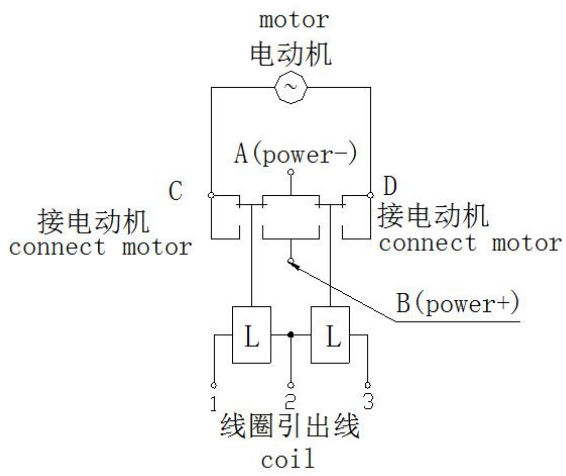 motor
电动机
~
A(power-)
C
D
接电动机
connect motor
接电动机
connect motor
B(power+)
L
L
1
2
3
线圈引出线
coil